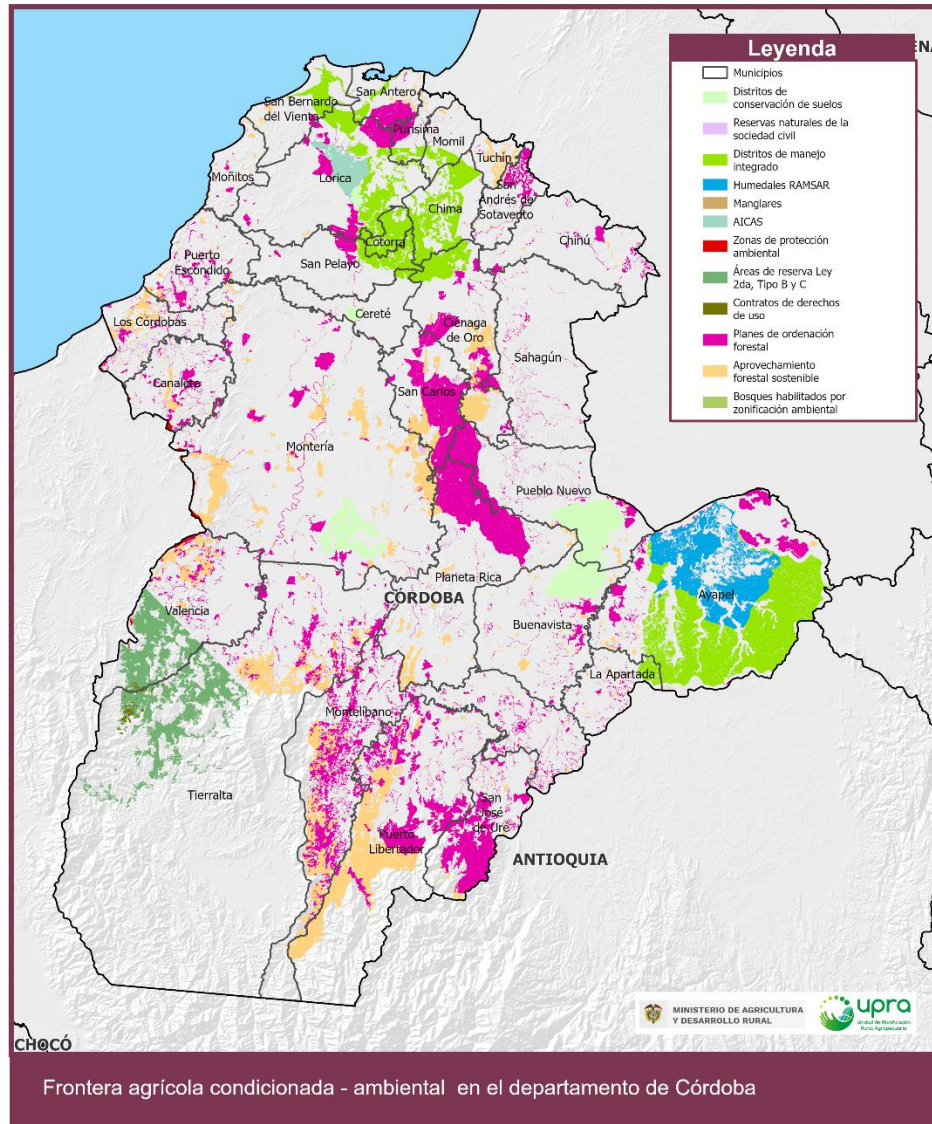 Leyenda
Municipios
Distritos de
conservación de suelos
Reservas naturales de la
sociedad civil
Distritos de manejo
integrado
Humedales RAMSAR
Manglares
AICAS
Zonas de protección
ambiental
Áreas de reserva Ley
2da, Tipo B y C
Contratos de derechos
de uso
Planes de ordenación
forestal
Aprovechamiento
forestal sostenible
Bosques habilitados por
zonificación ambiental
San Antero
San Bernardo
del Viento
Purísima
Momil
Tuchín
Moñitos
Lorica
San
Andrés de
Sotavento
Chima
Chinú
Cotorra
San Pelayo
Puerto
Escondido
Cereté
Los Córdobas
Ciénaga
de Oro
Sahagún
Canalete
San Carlos
Montería
Pueblo Nuevo
Planeta Rica
CÓRDOBA
Ayapel
Valencia
Buenavista
La Apartada
Montelíbano
Tierralta
San
José
de Uré
Puerto
Libertador
ANTIOQUIA
MINISTERIO DE AGRICULTURA
Y DESARROLLO RURAL
upra
Unidad de Planificación
Rural Agropecuaria
CHOCÓ
Frontera agrícola condicionada - ambiental en el departamento de Córdoba